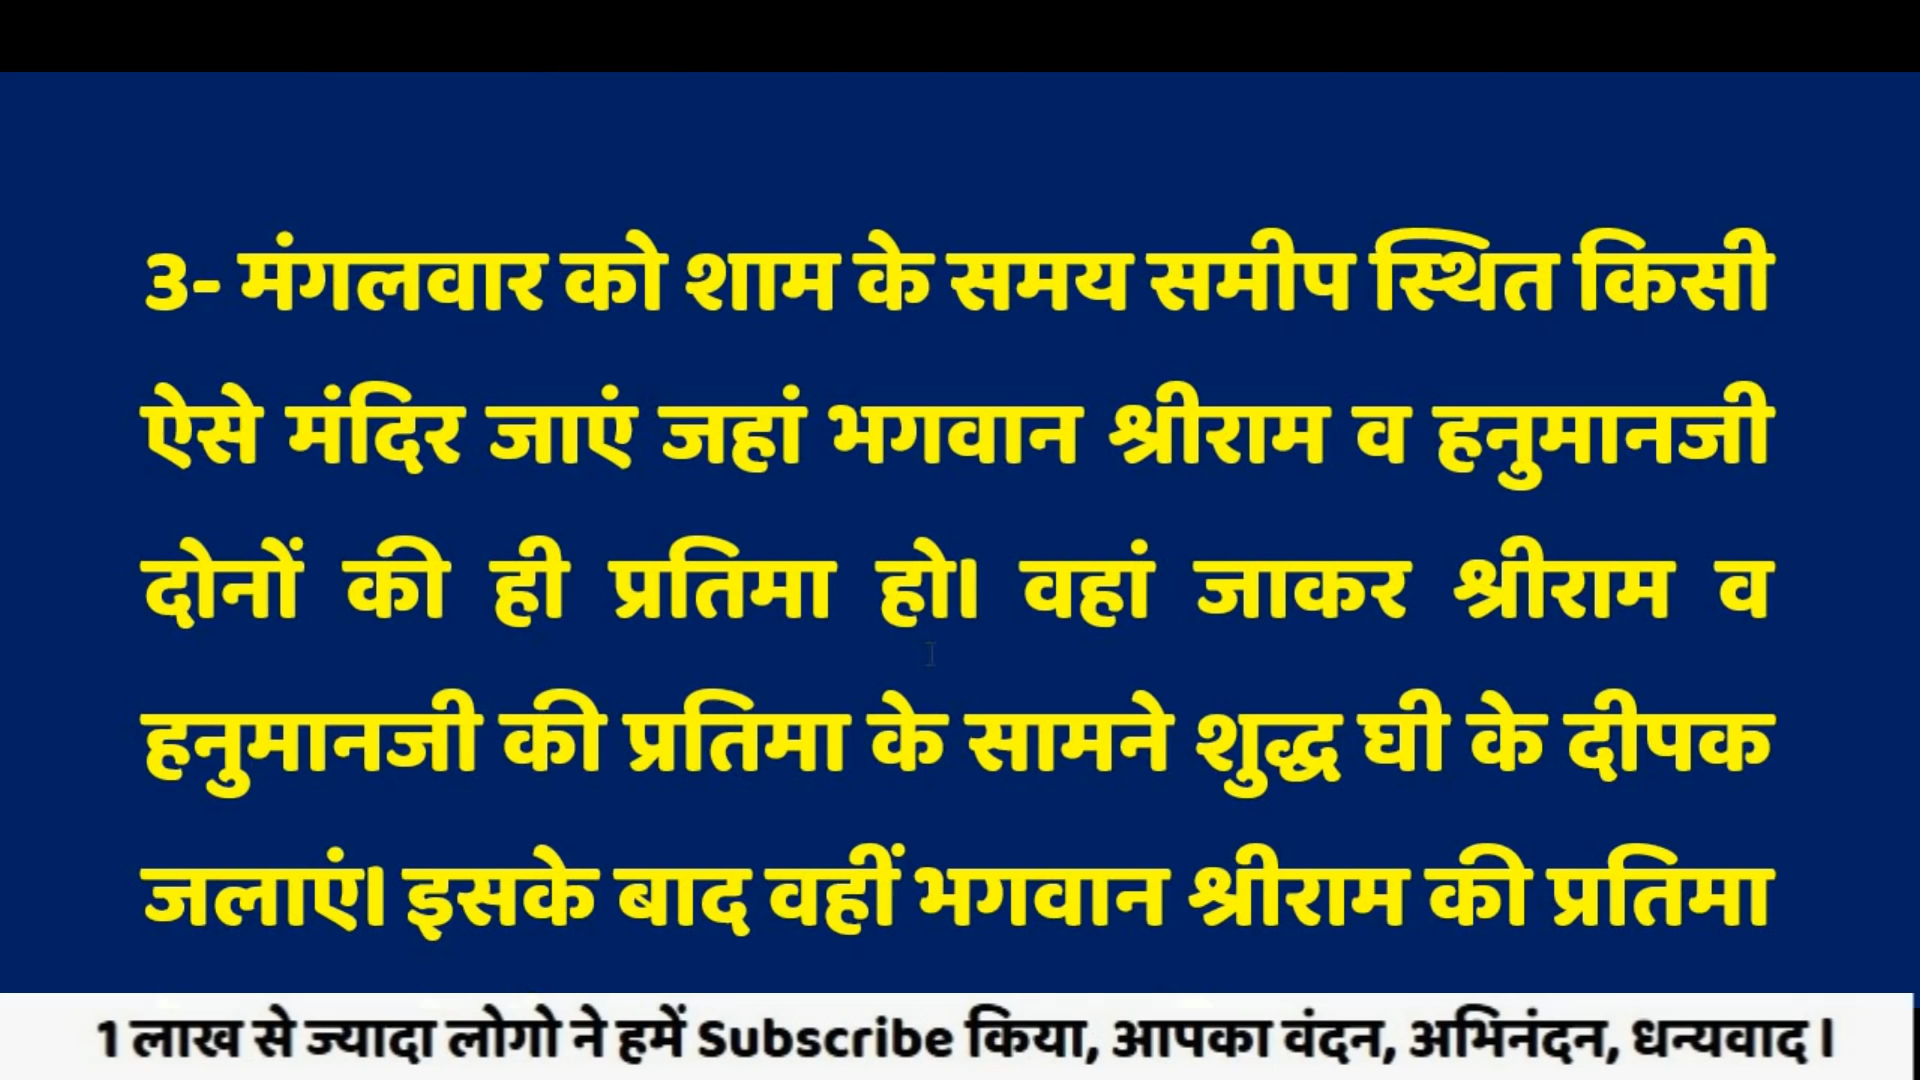 3- मंगलवार को शाम के समय समीप स्थित किसी
ऐसे मंदिर जाएं जहां भगवान श्रीराम व हनुमानजी
दोनों की ही प्रतिमा हो। वहां जाकर श्रीराम व
हनुमानजी की प्रतिमा के सामने शुद्ध घी के दीपक
जलाएं। इसके बाद वहीं भगवान श्रीराम की प्रतिमा
1 लाख से ज्यादा लोगो ने हमें Subscribe किया, आपका वंदन, अभिनंदन, धन्यवाद ।